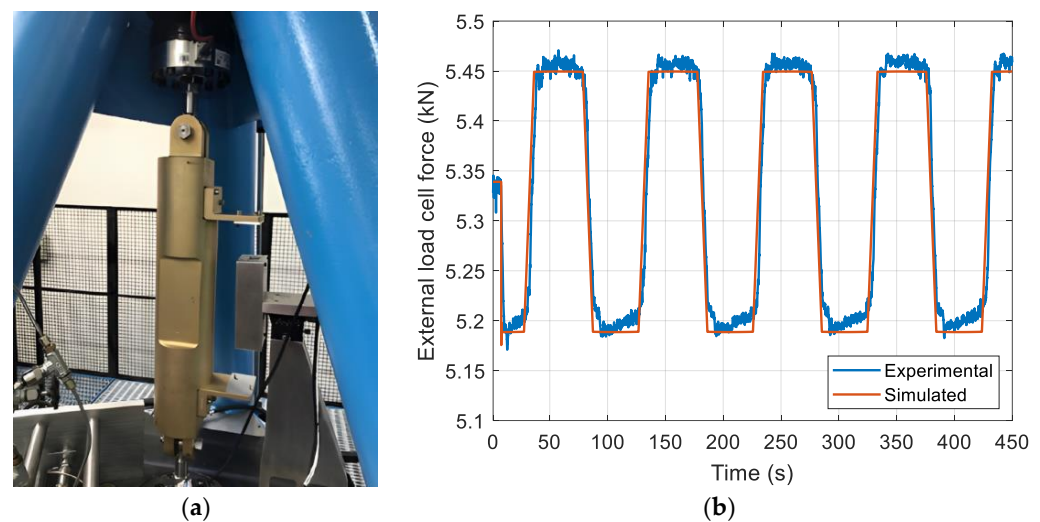 5.5
5.45
5.4
5.35
5.3
5.25
5.2
5.15
5.1
External load cell force (kN)
Experimental
Simulated
0 50 100 150 200 250 300 350 400 450
Time (s)
(a) (b)